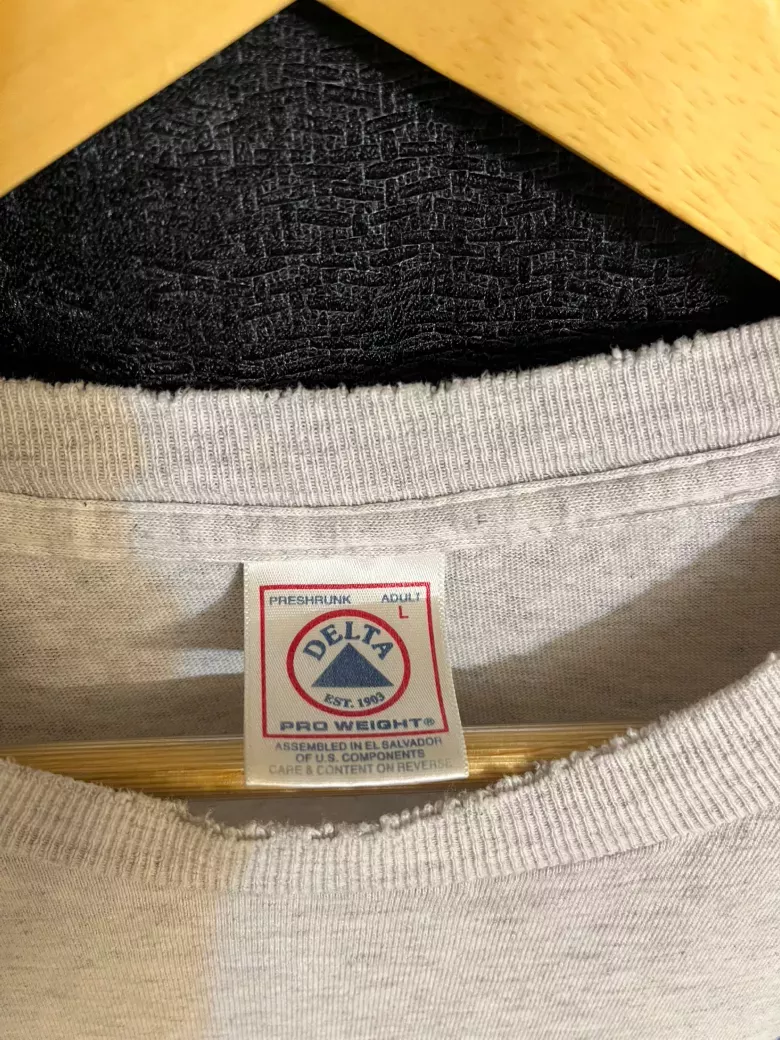 PRESHRUNK ADULT
L
DELTA
EST. 1903
PRO WEIGHT®
ASSEMBLED IN EL SALVADOR
OF U.S. COMPONENTS
CARE & CONTENT ON REVERSE